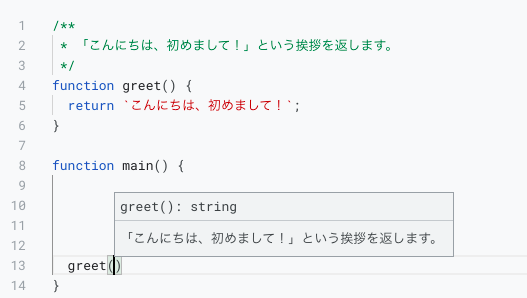 1 /**
2  * 「こんにちは、初めまして！」という挨拶を返します。
3  */
4 function greet() {
5   return `こんにちは、初めまして！`;
6 }
7
8 function main() {
9
10 greet(): string
11
12 「こんにちは、初めまして！」という挨拶を返します。
13   greet()
14 }